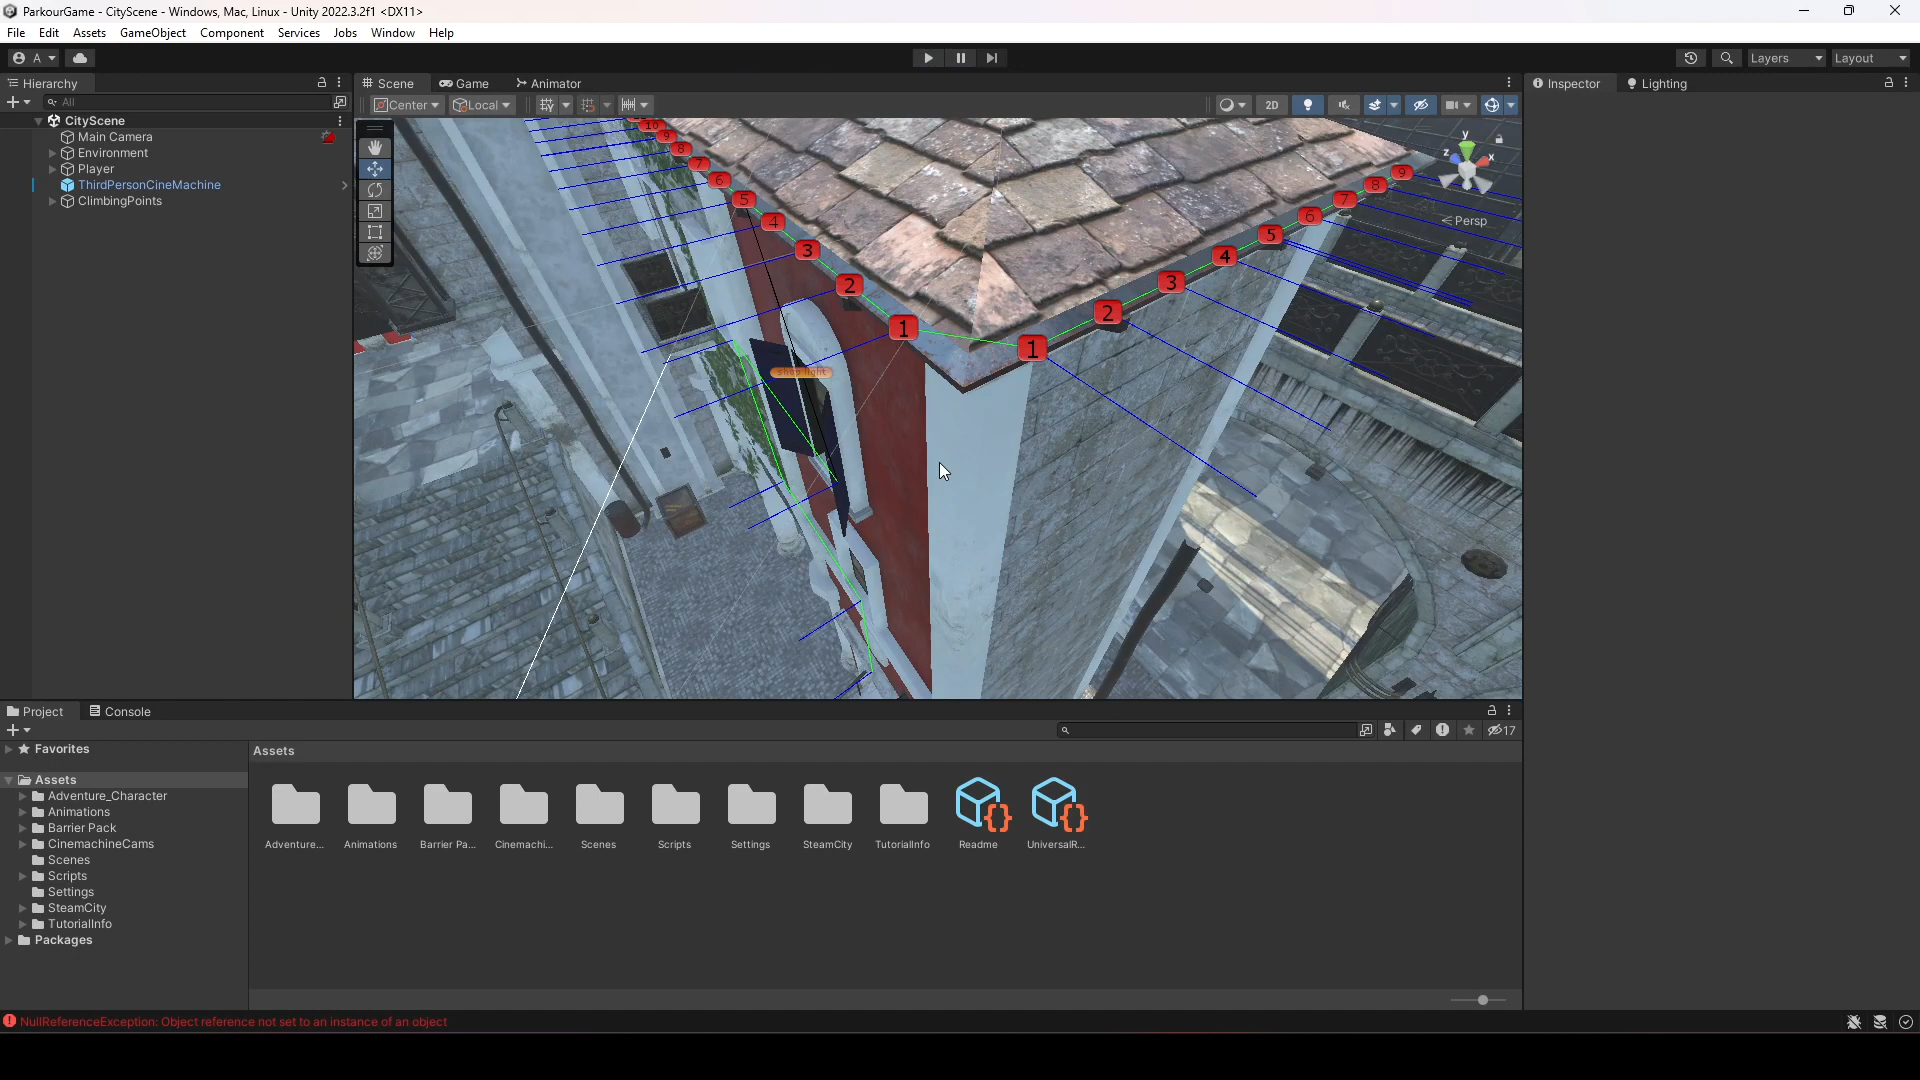 ParkourGame - CityScene - Windows, Mac, Linux - Unity 2022.3.2f1 <DX11>
File Edit Assets GameObject Component Services Jobs Window Help
A Layers Layout
Hierarchy Scene Game Animator Inspector Lighting
All Center Local 2D
CityScene
Main Camera
Environment
Player
ThirdPersonCineMachine
ClimbingPoints
y
z x
Persp
10
9
8
7
6
5
4
3
2
1
1
2
3
4
5
6
7
8
9
shop light
Project Console
17
Favorites
Assets
Assets
Adventure_Character
Animations
Barrier Pack
CinemachineCams
Scenes
Scripts
Settings
SteamCity
TutorialInfo
Packages
Adventure... Animations Barrier Pa... Cinemachi... Scenes Scripts Settings SteamCity TutorialInfo Readme UniversalR...
NullReferenceException: Object reference not set to an instance of an object